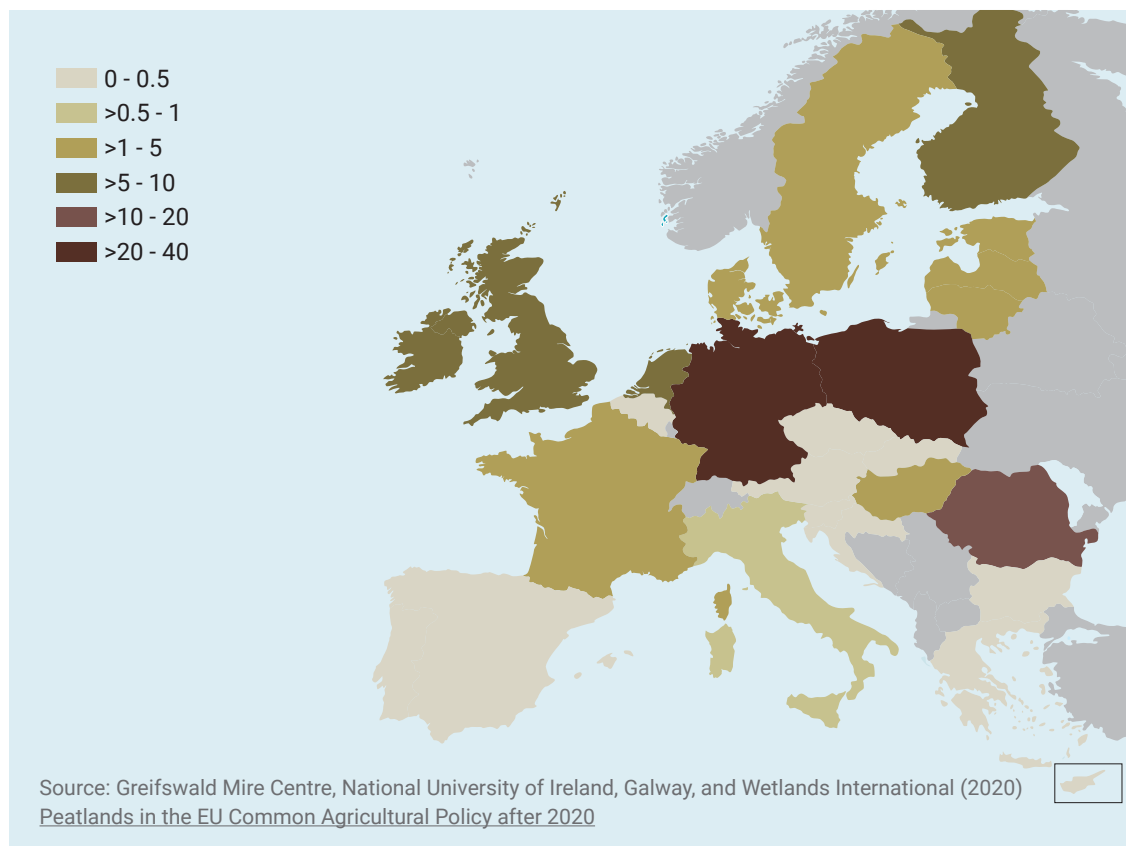 0 - 0.5
>0.5 - 1
>1 - 5
>5 - 10
>10 - 20
>20 - 40
Source: Greifswald Mire Centre, National University of Ireland, Galway, and Wetlands International (2020)
Peatlands in the EU Common Agricultural Policy after 2020